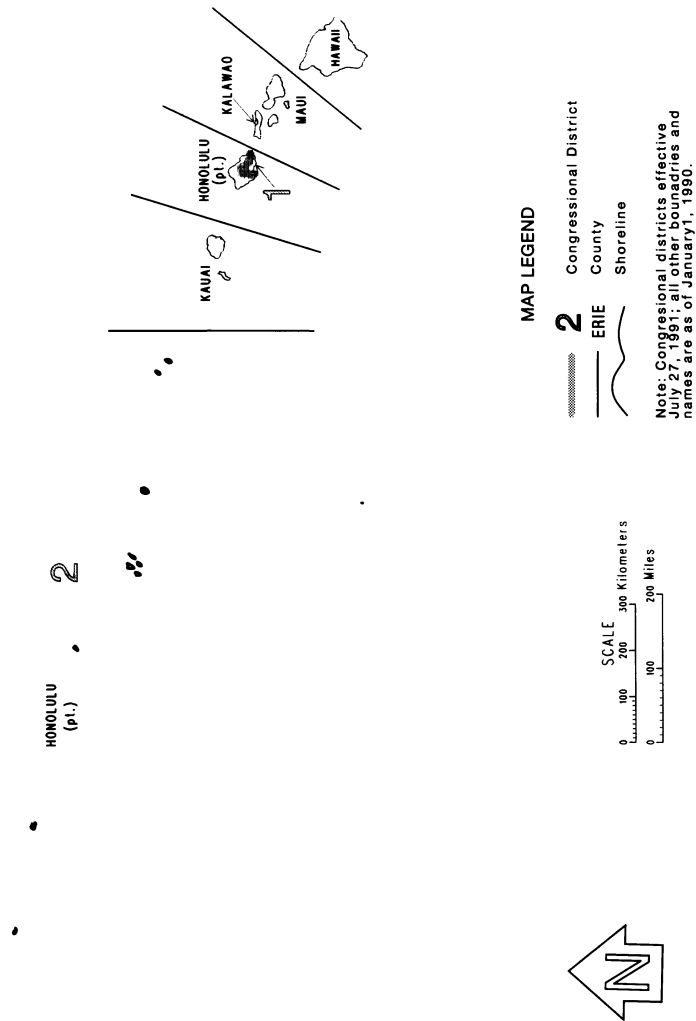 HONOLULU
(pt.)
2
KAUAI
HONOLULU
(pt.)
1
KALAWAO
MAUI
HAWAII
N
SCALE
0 100 200 300 Kilometers
0 100 200 Miles
MAP LEGEND
2 Congressional District
ERIE County
Shoreline
Note: Congresional districts effective
July 27, 1991; all other bounadries and
names are as of January1, 1990.